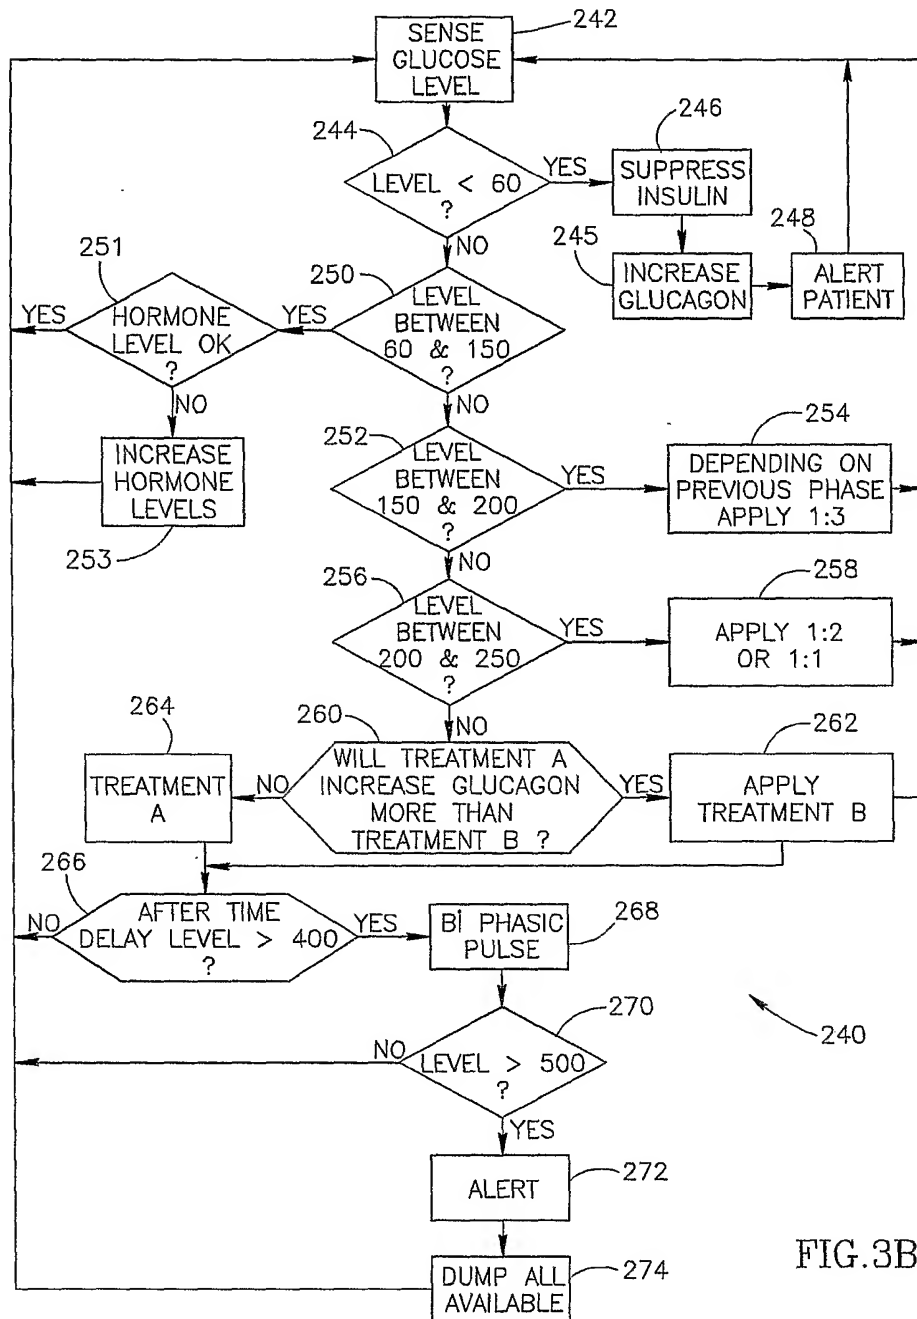 242
SENSE
GLUCOSE
LEVEL
244
LEVEL < 60
?
YES
246
SUPPRESS
INSULIN
NO
245
INCREASE
GLUCAGON
248
ALERT
PATIENT
251
HORMONE
LEVEL OK
?
YES
250
LEVEL
BETWEEN
60 & 150
?
YES
NO
NO
INCREASE
HORMONE
LEVELS
253
252
LEVEL
BETWEEN
150 & 200
?
YES
254
DEPENDING ON
PREVIOUS PHASE
APPLY 1:3
NO
256
LEVEL
BETWEEN
200 & 250
?
YES
258
APPLY 1:2
OR 1:1
NO
264
TREATMENT
A
NO
260
WILL TREATMENT A
INCREASE GLUCAGON
MORE THAN
TREATMENT B ?
YES
262
APPLY
TREATMENT B
266
NO
AFTER TIME
DELAY LEVEL > 400
?
YES
BI PHASIC
PULSE
268
270
NO
LEVEL > 500
?
240
YES
ALERT
272
DUMP ALL
AVAILABLE
274
FIG.3B